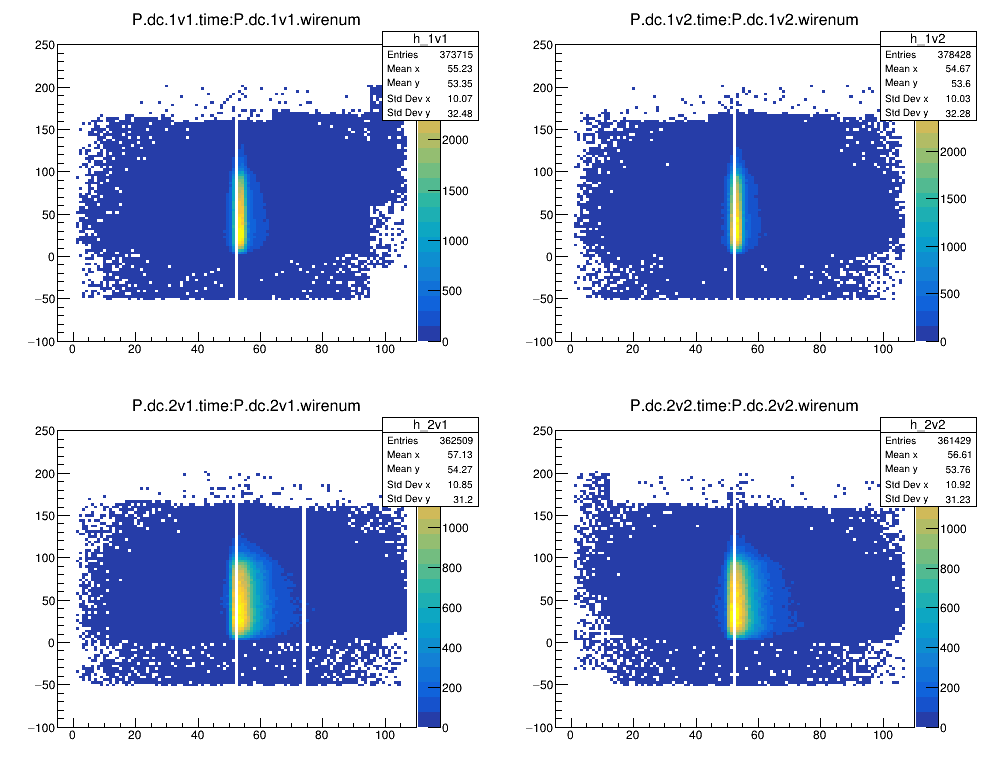 P.dc.1v1.time:P.dc.1v1.wirenum
h_1v1
Entries 373715
Mean x 55.23
Mean y 53.35
Std Dev x 10.07
Std Dev y 32.48
250
200
150
100
50
0
−50
−100
0 20 40 60 80 100
2000
1500
1000
500
0
P.dc.1v2.time:P.dc.1v2.wirenum
h_1v2
Entries 378428
Mean x 54.67
Mean y 53.6
Std Dev x 10.03
Std Dev y 32.28
250
200
150
100
50
0
−50
−100
0 20 40 60 80 100
2000
1500
1000
500
0
P.dc.2v1.time:P.dc.2v1.wirenum
h_2v1
Entries 362509
Mean x 57.13
Mean y 54.27
Std Dev x 10.85
Std Dev y 31.2
250
200
150
100
50
0
−50
−100
0 20 40 60 80 100
1000
800
600
400
200
0
P.dc.2v2.time:P.dc.2v2.wirenum
h_2v2
Entries 361429
Mean x 56.61
Mean y 53.76
Std Dev x 10.92
Std Dev y 31.23
250
200
150
100
50
0
−50
−100
0 20 40 60 80 100
1000
800
600
400
200
0